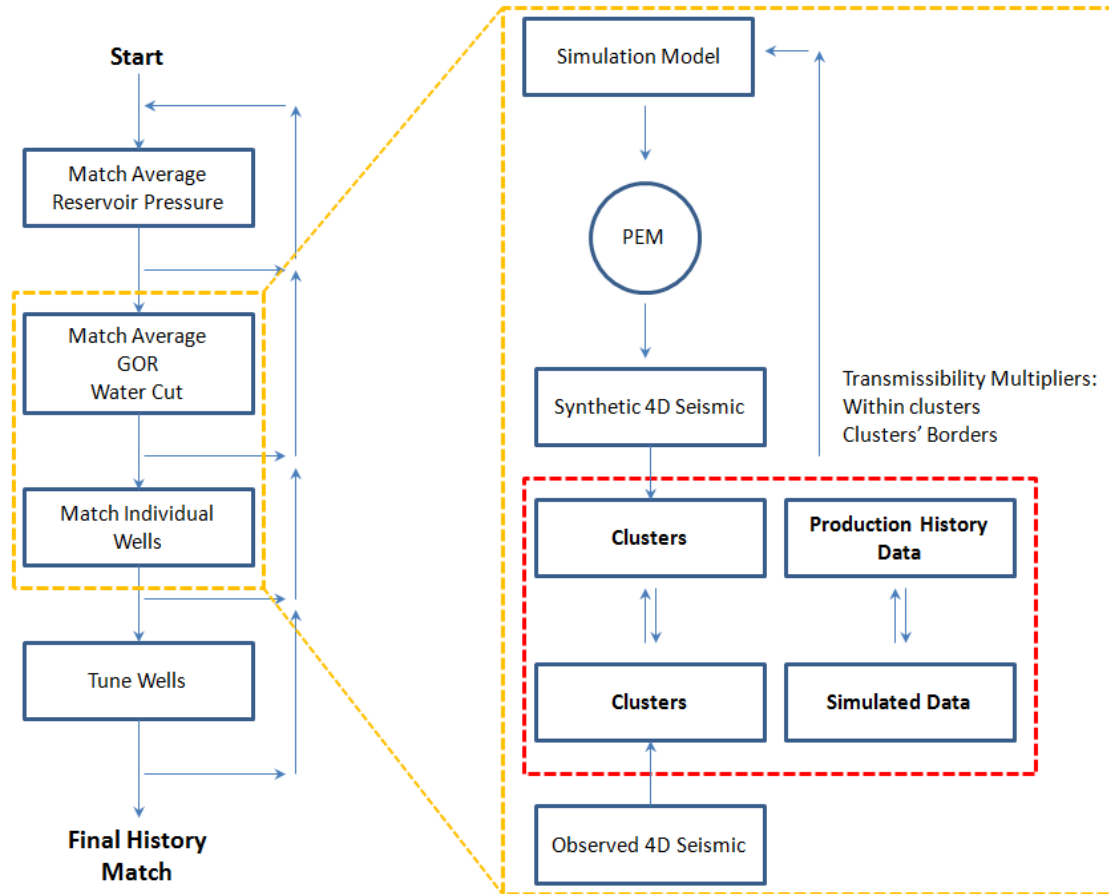 Start
Match Average
Reservoir Pressure
Match Average
GOR
Water Cut
Match Individual
Wells
Tune Wells
Final History
Match
Simulation Model
PEM
Synthetic 4D Seismic
Transmissibility Multipliers:
Within clusters
Clusters’ Borders
Clusters
Production History
Data
Clusters
Simulated Data
Observed 4D Seismic